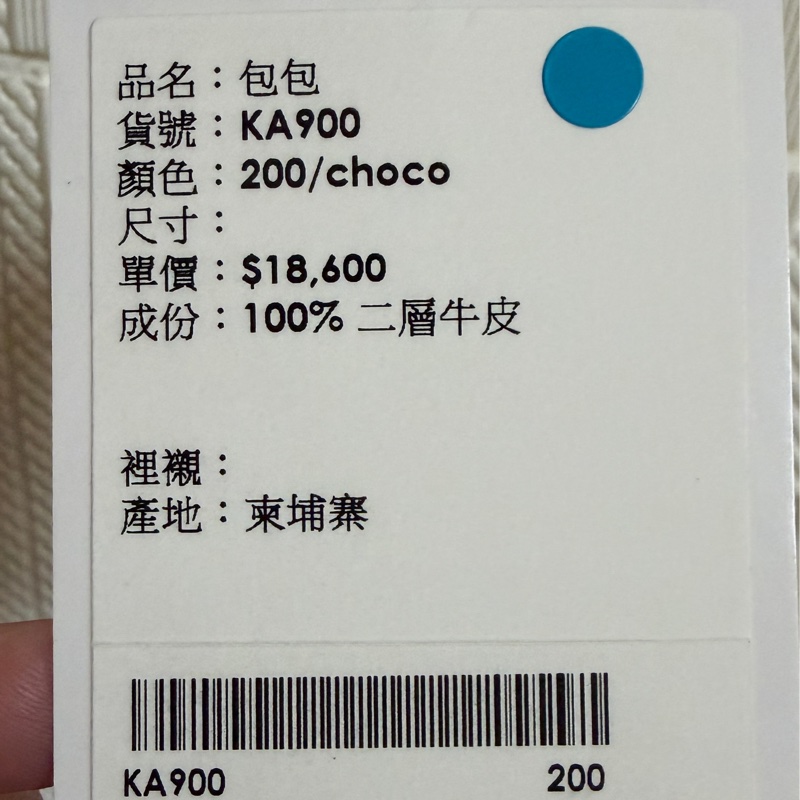 品名：包包
貨號：KA900
顏色：200/choco
尺寸：
單價：$18,600
成份：100% 二層牛皮
裡襯：
產地：柬埔寨
KA900 200